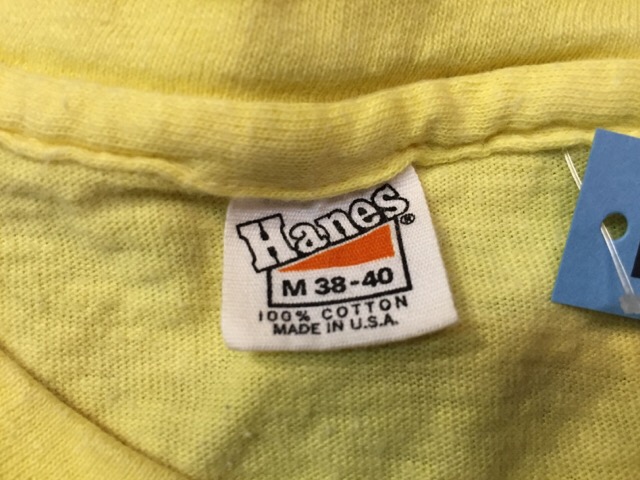 Hanes®
M 38-40
100% COTTON
MADE IN U.S.A.